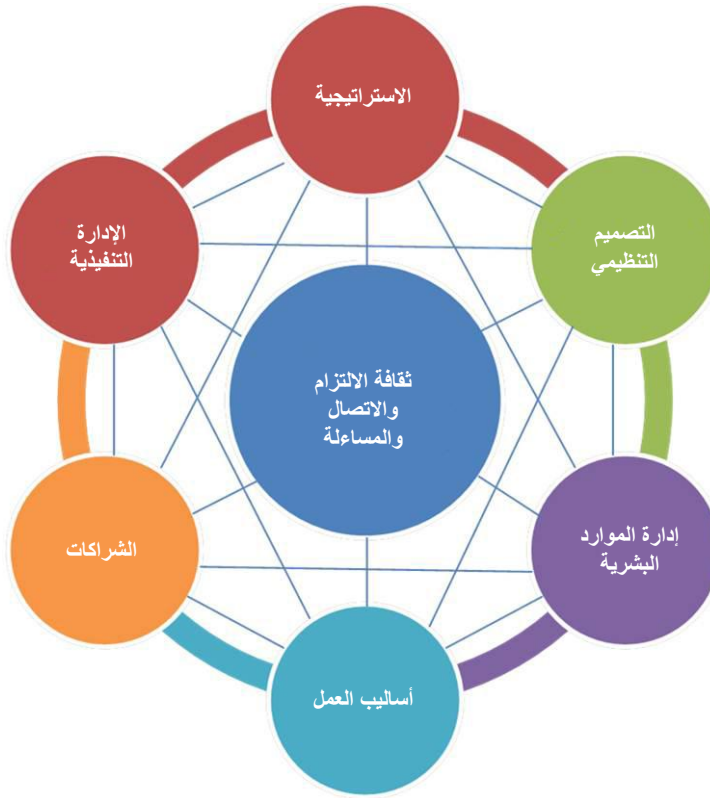 الاستراتيجية
التصميم
التنظيمي
الإدارة
التنفيذية
ثقافة الالتزام
والاتصال
والمساءلة
إدارة الموارد
البشرية
الشراكات
أساليب العمل